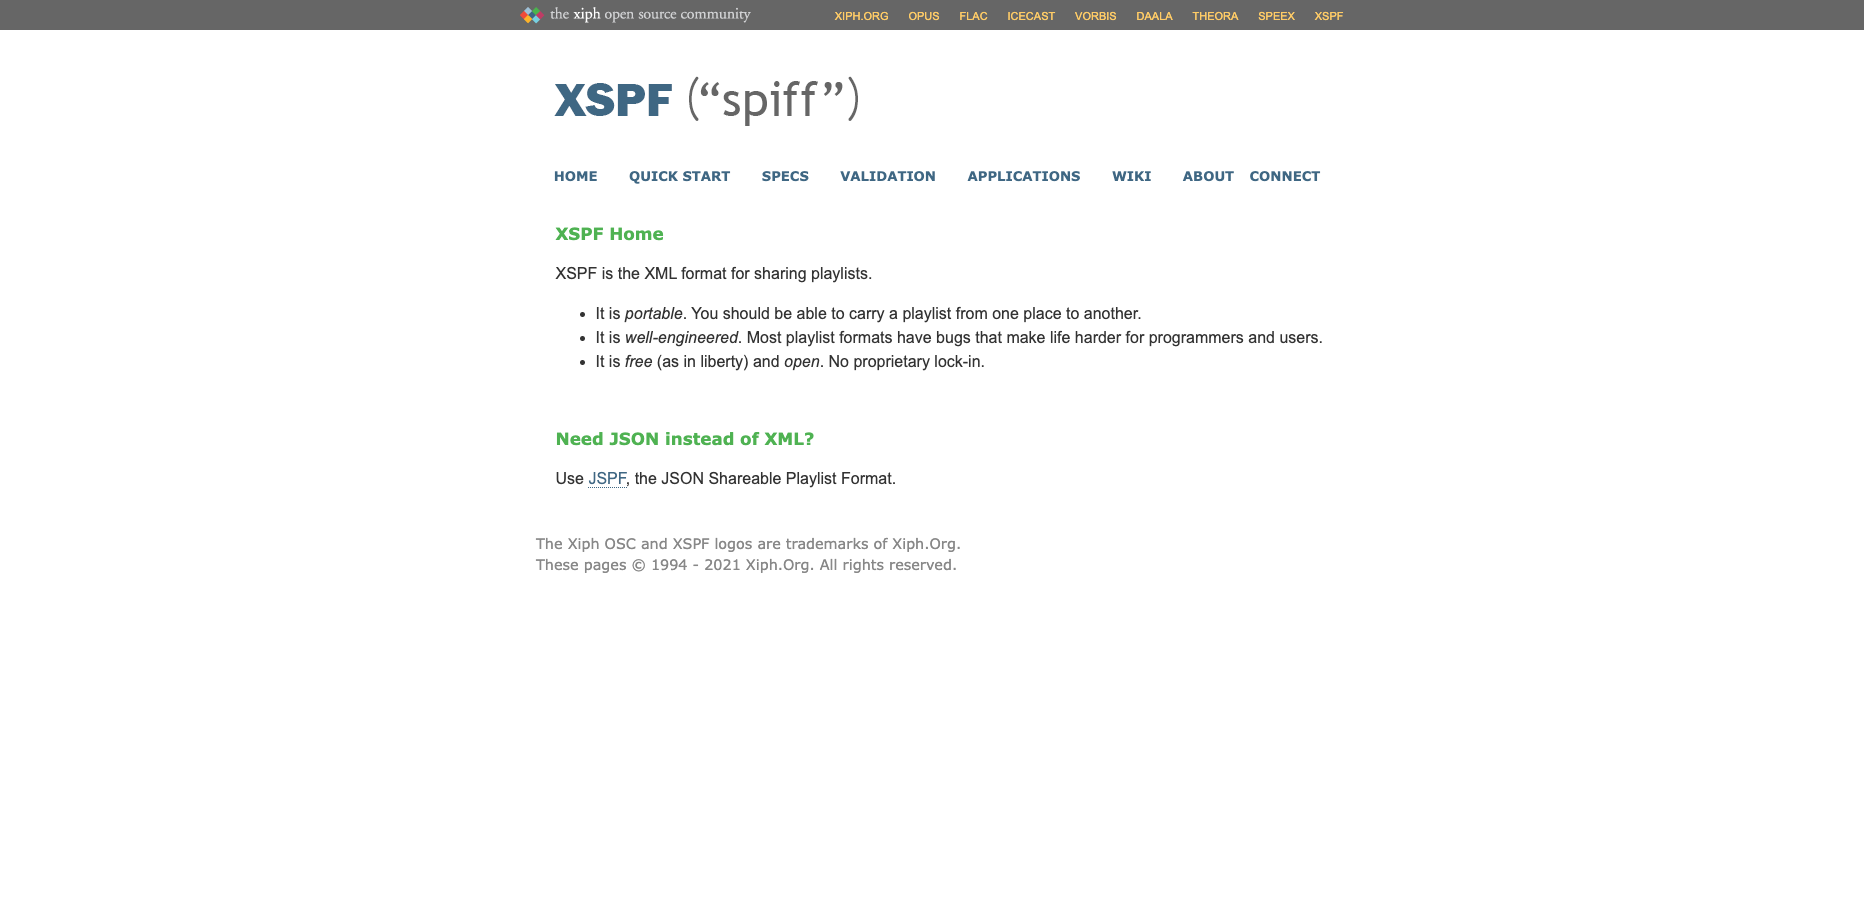 the xiph open source community XIPH.ORG OPUS FLAC ICECAST VORBIS DAALA THEORA SPEEX XSPF
XSPF (“spiff”)
HOME QUICK START SPECS VALIDATION APPLICATIONS WIKI ABOUT CONNECT
XSPF Home
XSPF is the XML format for sharing playlists.
• It is portable. You should be able to carry a playlist from one place to another.
• It is well-engineered. Most playlist formats have bugs that make life harder for programmers and users.
• It is free (as in liberty) and open. No proprietary lock-in.
Need JSON instead of XML?
Use JSPF, the JSON Shareable Playlist Format.
The Xiph OSC and XSPF logos are trademarks of Xiph.Org.
These pages © 1994 - 2021 Xiph.Org. All rights reserved.